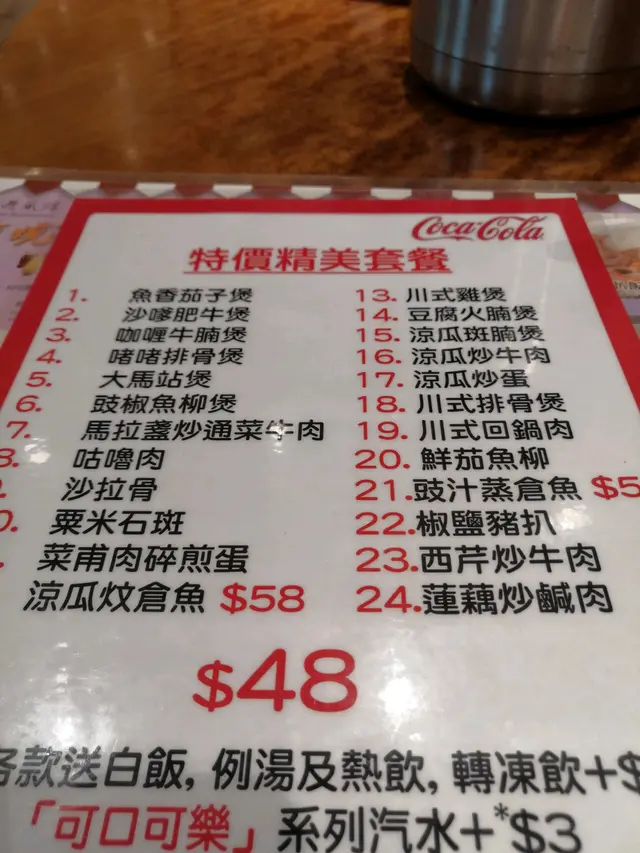 Coca-Cola
特價精美套餐
1. 魚香茄子煲
2. 沙嗲肥牛煲
3. 咖喱牛腩煲
4. 啫啫排骨煲
5. 大馬站煲
6. 豉椒魚柳煲
7. 馬拉盞炒通菜牛肉
8. 咕嚕肉
沙拉骨
0. 粟米石斑
菜甫肉碎煎蛋
涼瓜炆倉魚 $58
13. 川式雞煲
14. 豆腐火腩煲
15. 涼瓜斑腩煲
16. 涼瓜炒牛肉
17. 涼瓜炒蛋
18. 川式排骨煲
19. 川式回鍋肉
20. 鮮茄魚柳
21. 豉汁蒸倉魚 $5
22. 椒鹽豬扒
23. 西芹炒牛肉
24. 蓮藕炒鹹肉
$48
各款送白飯, 例湯及熱飲, 轉凍飲+$
「可口可樂」系列汽水+*$3